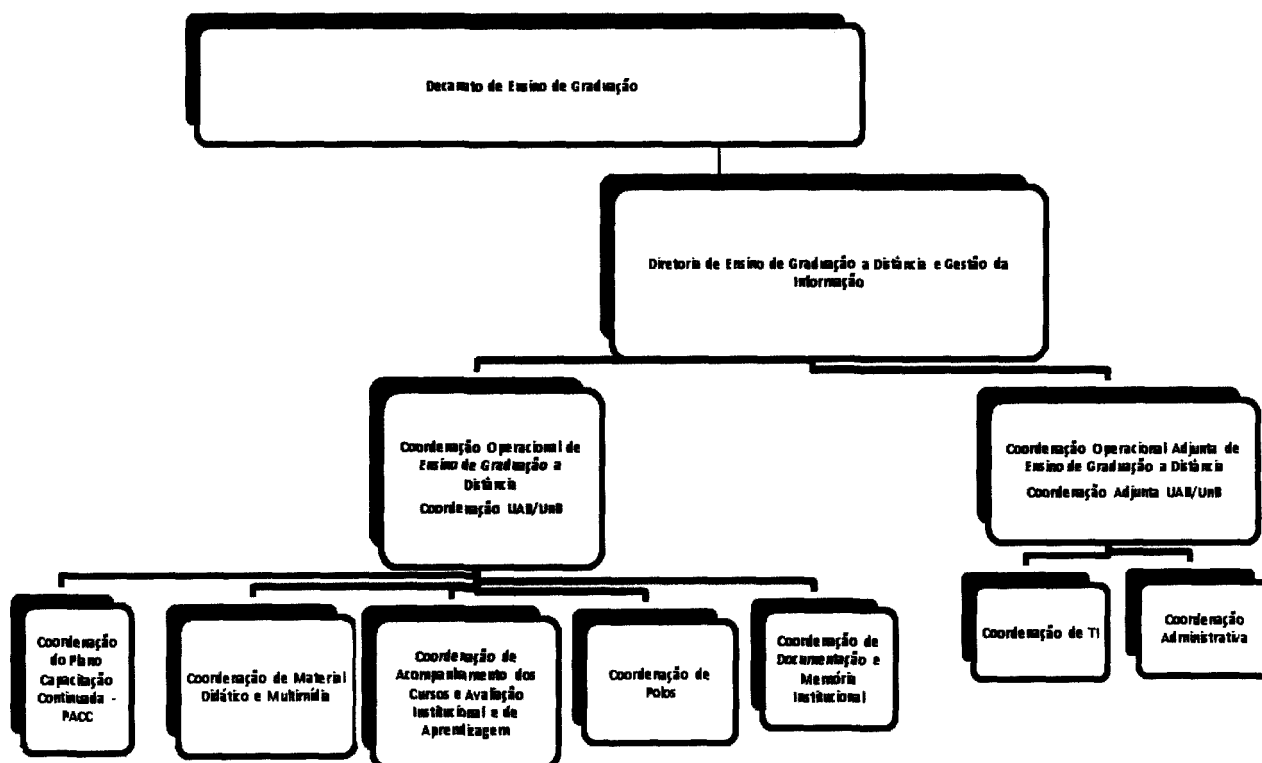 Decanato de Ensino de Graduação
Diretoria de Ensino de Graduação a Distância e Gestão da
Informação
Coordenação Operacional de
Ensino de Graduação a
Distância
Coordenação UAB/UnB
Coordenação Operacional Adjunta de
Ensino de Graduação a Distância
Coordenação Adjunta UAB/UnB
Coordenação
do Plano
Capacitação
Continuada -
PACC
Coordenação de Material
Didático e Multimídia
Coordenação de
Acompanhamento dos
Cursos e Avaliação
Institucional e de
Aprendizagem
Coordenação de
Polos
Coordenação de
Documentação e
Memória
Institucional
Coordenação de TI
Coordenação
Administrativa